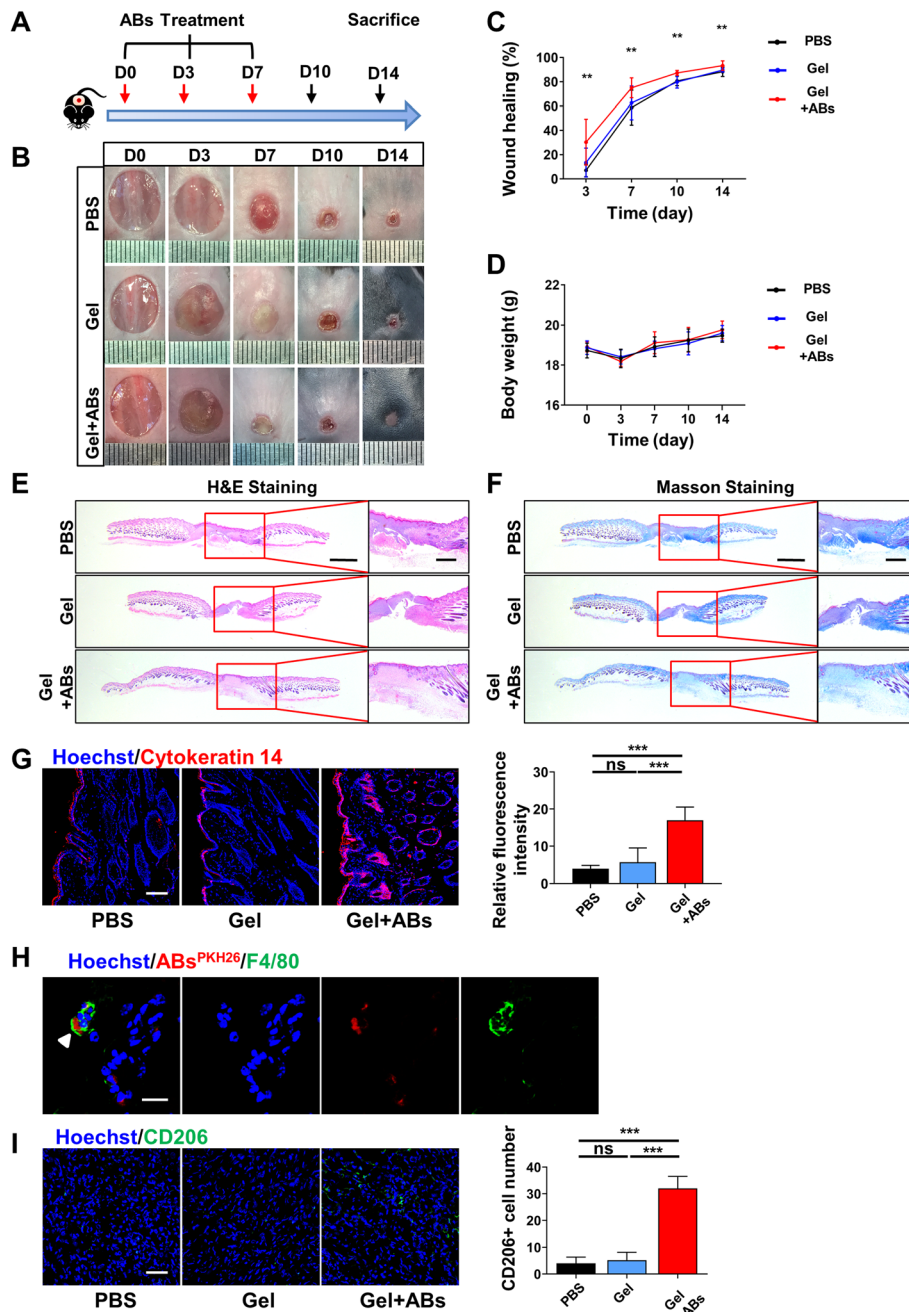 A
ABs Treatment
Sacrifice
D0 D3 D7 D10 D14
B
D0 D3 D7 D10 D14
PBS
Gel
Gel+ABs
C
Wound healing (%)
100
80
60
40
20
0
** ** ** **
3 7 10 14
Time (day)
PBS
Gel
Gel
+ABs
D
Body weight (g)
22
20
18
16
0 3 7 10 14
Time (day)
PBS
Gel
Gel
+ABs
E
H&E Staining
PBS
Gel
Gel
+ABs
F
Masson Staining
PBS
Gel
Gel
+ABs
G
Hoechst/Cytokeratin 14
PBS Gel Gel+ABs
Relative fluorescence
intensity
30
20
10
0
***
ns ***
PBS
Gel
Gel
+ABs
H
Hoechst/ABsPKH26/F4/80
I
Hoechst/CD206
PBS Gel Gel+ABs
CD206+ cell number
40
30
20
10
0
***
ns ***
PBS
Gel
Gel
+ABs